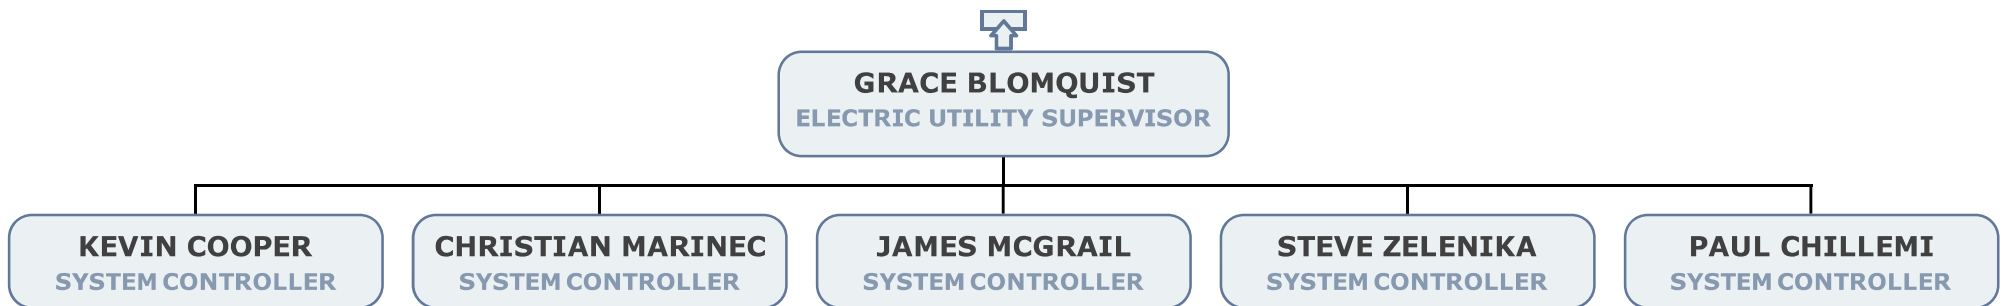 GRACE BLOMQUIST
ELECTRIC UTILITY SUPERVISOR
KEVIN COOPER
SYSTEM CONTROLLER
CHRISTIAN MARINEC
SYSTEM CONTROLLER
JAMES MCGRAIL
SYSTEM CONTROLLER
STEVE ZELENIKA
SYSTEM CONTROLLER
PAUL CHILLEMI
SYSTEM CONTROLLER